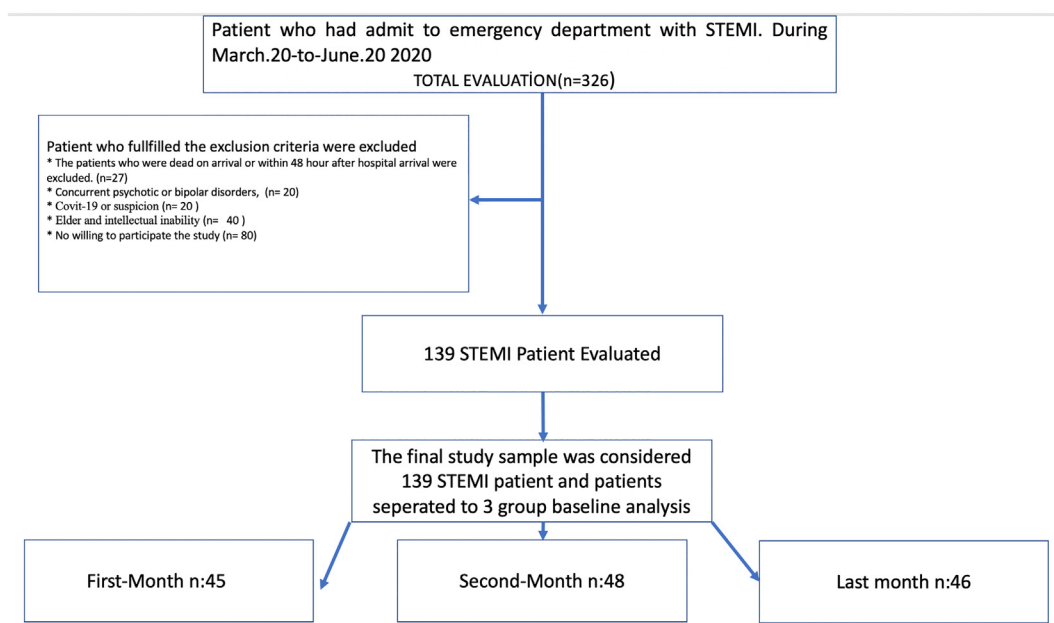 Patient who had admit to emergency department with STEMI. During
March.20-to-June.20 2020
TOTAL EVALUATİON(n=326)
Patient who fullfilled the exclusion criteria were excluded
* The patients who were dead on arrival or within 48 hour after hospital arrival were
excluded. (n=27)
* Concurrent psychotic or bipolar disorders, (n= 20)
* Covit-19 or suspicion (n= 20 )
* Elder and intellectual inability (n= 40 )
* No willing to participate the study (n= 80)
139 STEMI Patient Evaluated
The final study sample was considered
139 STEMI patient and patients
seperated to 3 group baseline analysis
First-Month n:45
Second-Month n:48
Last month n:46